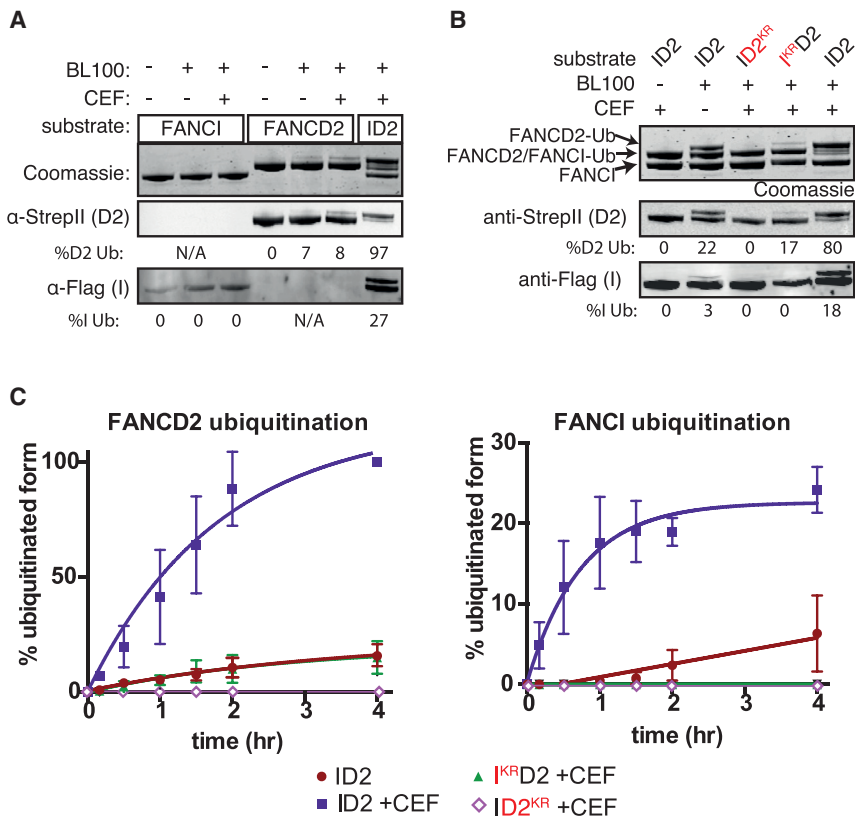 A
BL100: - + + - + + +
CEF: - - + - - + +
substrate: FANCI FANCD2 ID2
Coomassie:
α-StrepII (D2)
%D2 Ub: N/A 0 7 8 97
α-Flag (I)
%I Ub: 0 0 0 N/A 27
B
substrate ID2 ID2 ID2KR IKRD2 ID2
BL100 - + + + +
CEF + - + + +
FANCD2-Ub
FANCD2/FANCI-Ub
FANCI
Coomassie
anti-StrepII (D2)
%D2 Ub: 0 22 0 17 80
anti-Flag (I)
%I Ub: 0 3 0 0 18
C
FANCD2 ubiquitination
% ubiquitinated form
100
50
0
0 1 2 3 4
time (hr)
FANCI ubiquitination
% ubiquitinated form
30
20
10
0
0 1 2 3 4
time (hr)
ID2
ID2 +CEF
IKRD2 +CEF
ID2KR +CEF